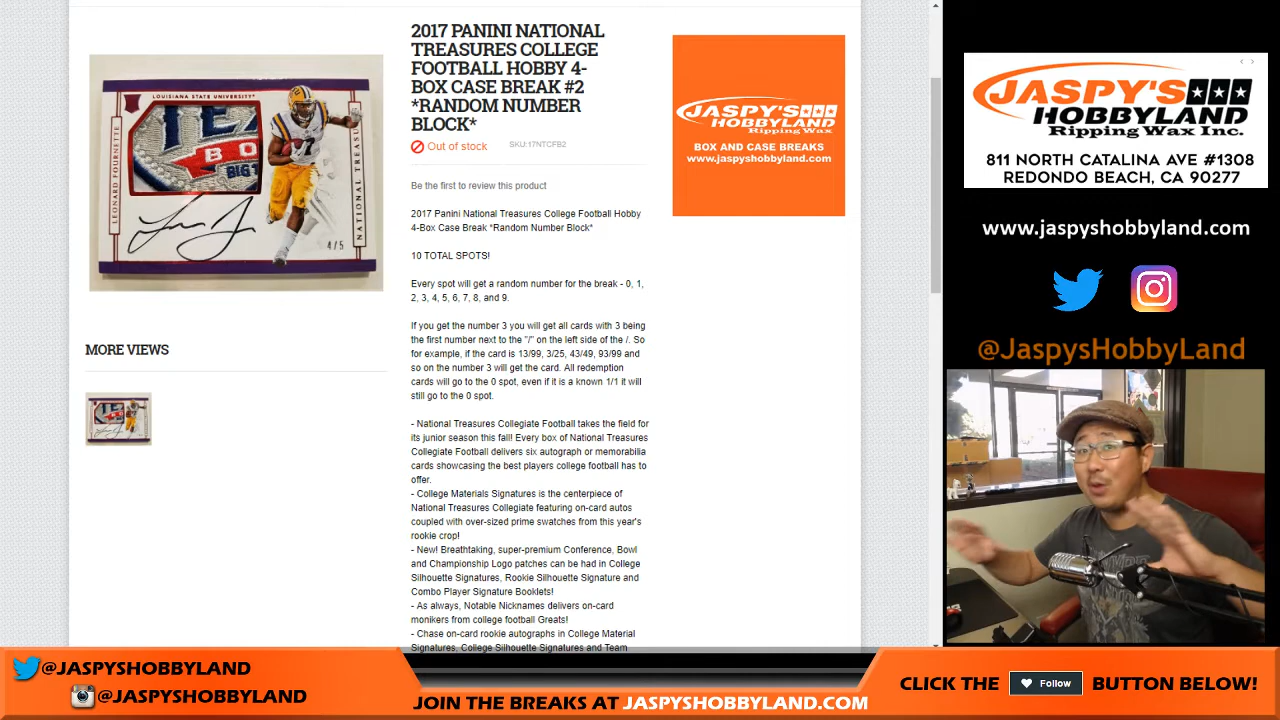 2017 PANINI NATIONAL
TREASURES COLLEGE
FOOTBALL HOBBY 4-
BOX CASE BREAK #2
*RANDOM NUMBER
BLOCK*
Out of stock
SKU:17NTCFB2
Be the first to review this product
2017 Panini National Treasures College Football Hobby
4-Box Case Break *Random Number Block*
10 TOTAL SPOTS!
Every spot will get a random number for the break - 0, 1,
2, 3, 4, 5, 6, 7, 8, and 9.
If you get the number 3 you will get all cards with 3 being
the first number next to the "/" on the left side of the /. So
for example, if the card is 13/99, 3/25, 43/49, 93/99 and
so on the number 3 will get the card. All redemption
cards will go to the 0 spot, even if it is a known 1/1 it will
still go to the 0 spot.
- National Treasures Collegiate Football takes the field for
its junior season this fall! Every box of National Treasures
Collegiate Football delivers six autograph or memorabilia
cards showcasing the best players college football has to
offer.
- College Materials Signatures is the centerpiece of
National Treasures Collegiate featuring on-card autos
coupled with over-sized prime swatches from this year's
rookie crop!
- New! Breathtaking, super-premium Conference, Bowl
and Championship Logo patches can be had in College
Silhouette Signatures, Rookie Silhouette Signature and
Combo Player Signature Booklets!
- As always, Notable Nicknames delivers on-card
monikers from college football Greats!
- Chase on-card rookie autographs in College Material
Signatures, College Silhouette Signatures and Team
LOUISIANA STATE UNIVERSITY
LEONARD FOURNETTE
TEXA
BO
BIG 1
NATIONAL TREASURES
4/5
MORE VIEWS
JASPY'S
HOBBYLAND
Ripping Wax
BOX AND CASE BREAKS
www.jaspyshobbyland.com
JASPY'S
HOBBYLAND
Ripping Wax Inc.
811 NORTH CATALINA AVE #1308
REDONDO BEACH, CA 90277
www.jaspyshobbyland.com
@JaspysHobbyLand
@JASPYSHOBBYLAND
@JASPYSHOBBYLAND
JOIN THE BREAKS AT JASPYSHOBBYLAND.COM
CLICK THE Follow BUTTON BELOW!